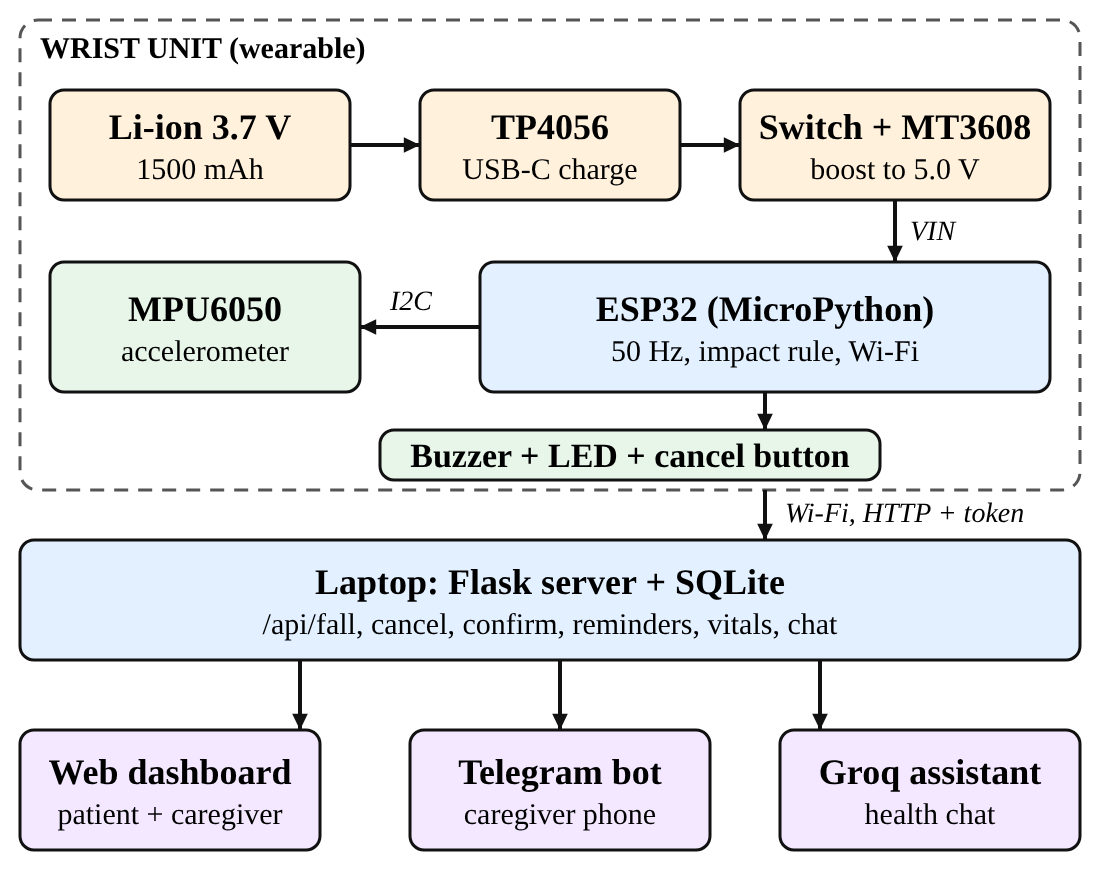 WRIST UNIT (wearable)
Li-ion 3.7 V
1500 mAh
TP4056
USB-C charge
Switch + MT3608
boost to 5.0 V
VIN
MPU6050
accelerometer
I2C
ESP32 (MicroPython)
50 Hz, impact rule, Wi-Fi
Buzzer + LED + cancel button
Wi-Fi, HTTP + token
Laptop: Flask server + SQLite
/api/fall, cancel, confirm, reminders, vitals, chat
Web dashboard
patient + caregiver
Telegram bot
caregiver phone
Groq assistant
health chat